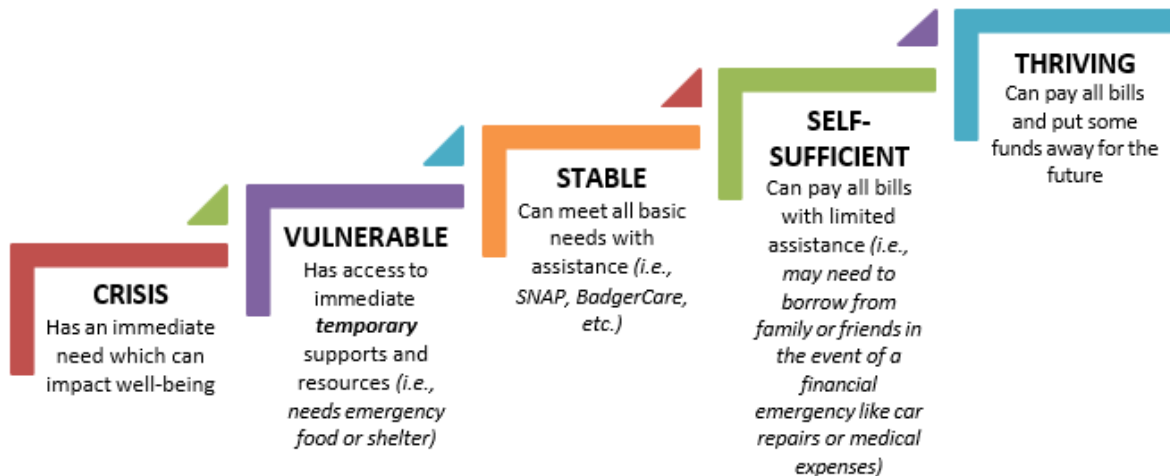 CRISIS
Has an immediate
need which can
impact well-being
VULNERABLE
Has access to
immediate
temporary
supports and
resources (i.e.,
needs emergency
food or shelter)
STABLE
Can meet all basic
needs with
assistance (i.e.,
SNAP, BadgerCare,
etc.)
SELF-
SUFFICIENT
Can pay all bills
with limited
assistance (i.e.,
may need to
borrow from
family or friends in
the event of a
financial
emergency like car
repairs or medical
expenses)
THRIVING
Can pay all bills
and put some
funds away for the
future